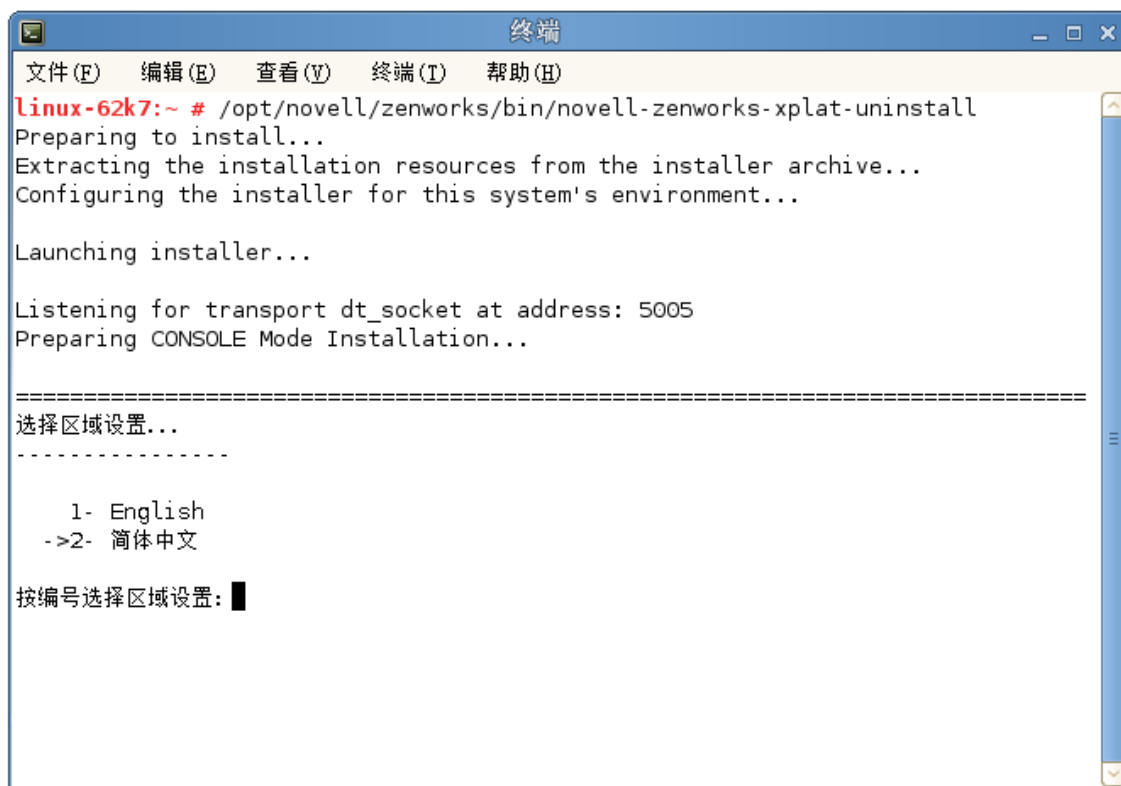 终端
文件(F) 编辑(E) 查看(V) 终端(T) 帮助(H)
linux-62k7:~ # /opt/novell/zenworks/bin/novell-zenworks-xplat-uninstall
Preparing to install...
Extracting the installation resources from the installer archive...
Configuring the installer for this system's environment...
Launching installer...
Listening for transport dt_socket at address: 5005
Preparing CONSOLE Mode Installation...
===============================================================================
选择区域设置...
----------------
1- English
->2- 简体中文
按编号选择区域设置: